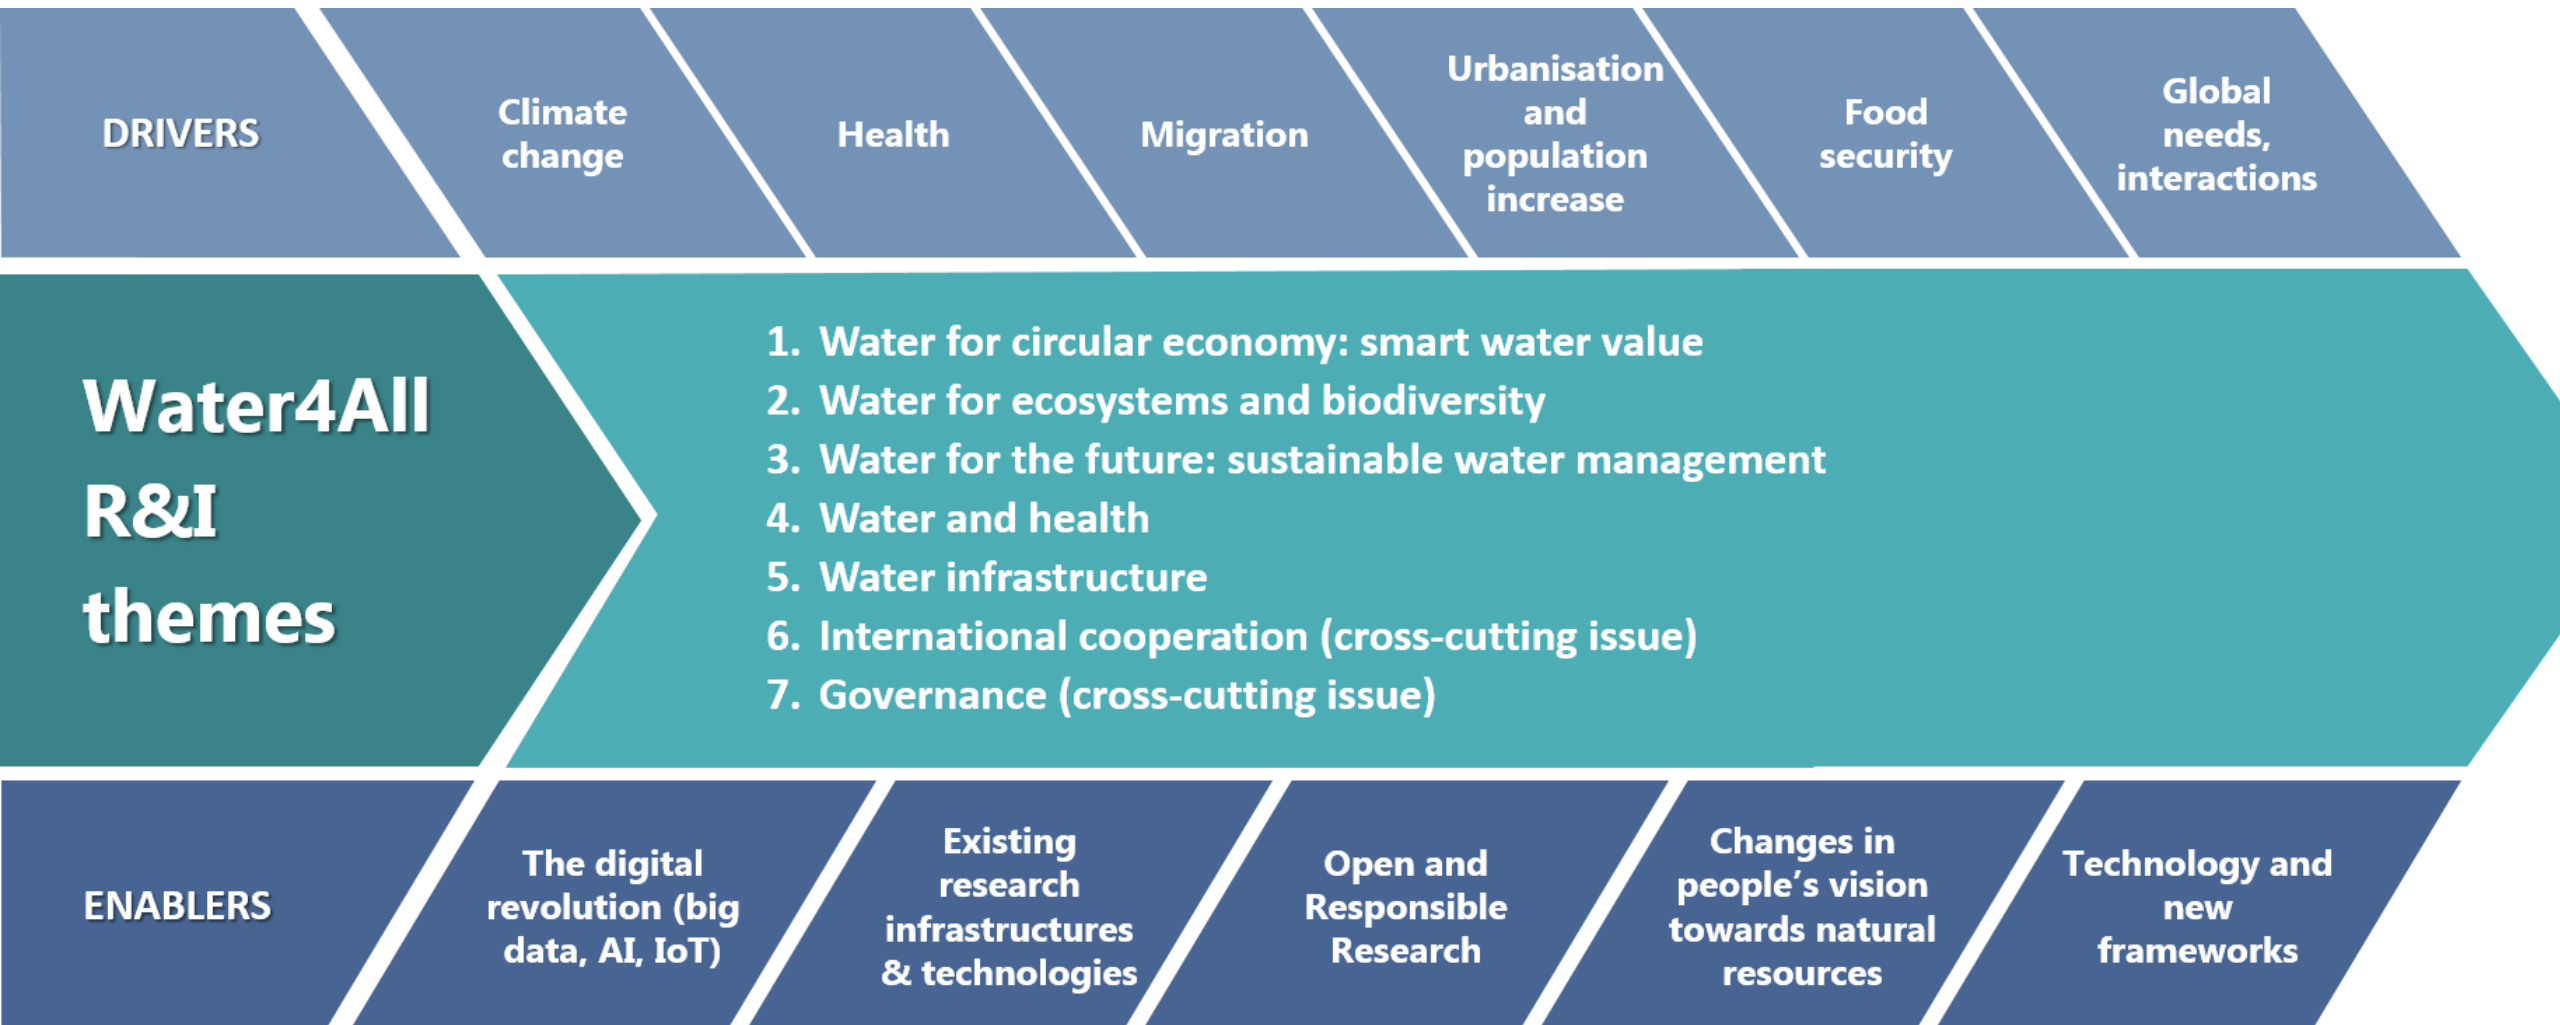 DRIVERS
Climate
change
Health
Migration
Urbanisation
and
population
increase
Food
security
Global
needs,
interactions
Water4All
R&I
themes
1. Water for circular economy: smart water value
2. Water for ecosystems and biodiversity
3. Water for the future: sustainable water management
4. Water and health
5. Water infrastructure
6. International cooperation (cross-cutting issue)
7. Governance (cross-cutting issue)
ENABLERS
The digital
revolution (big
data, AI, IoT)
Existing
research
infrastructures
& technologies
Open and
Responsible
Research
Changes in
people’s vision
towards natural
resources
Technology and
new
frameworks